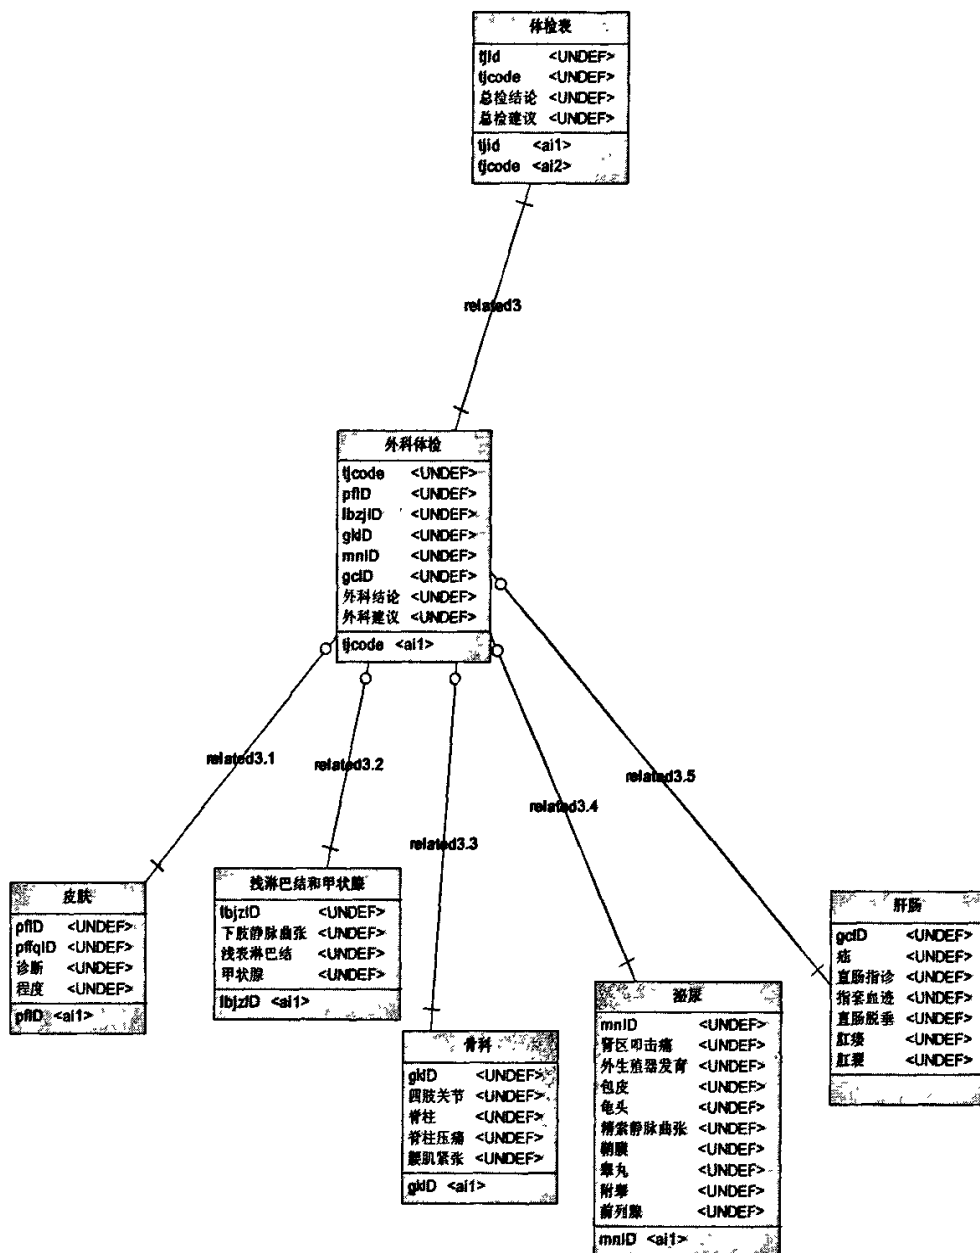 体检表
tjid <UNDEF>
tjcode <UNDEF>
总检结论 <UNDEF>
总检建议 <UNDEF>
tjid <ai1>
tjcode <ai2>
related3
外科体检
tjcode <UNDEF>
pfID <UNDEF>
lbzjID <UNDEF>
gkID <UNDEF>
mnID <UNDEF>
gcID <UNDEF>
外科结论 <UNDEF>
外科建议 <UNDEF>
tjcode <ai1>
related3.1
related3.2
related3.3
related3.4
related3.5
皮肤
pfID <UNDEF>
pffqID <UNDEF>
诊断 <UNDEF>
程度 <UNDEF>
pfID <ai1>
浅淋巴结和甲状腺
lbjzID <UNDEF>
下肢静脉曲张 <UNDEF>
浅表淋巴结 <UNDEF>
甲状腺 <UNDEF>
lbjzID <ai1>
骨科
gkID <UNDEF>
四肢关节 <UNDEF>
脊柱 <UNDEF>
脊柱压痛 <UNDEF>
腰肌紧张 <UNDEF>
gkID <ai1>
泌尿
mnID <UNDEF>
肾区叩击痛 <UNDEF>
外生殖器发育 <UNDEF>
包皮 <UNDEF>
龟头 <UNDEF>
精索静脉曲张 <UNDEF>
鞘膜 <UNDEF>
睾丸 <UNDEF>
附睾 <UNDEF>
前列腺 <UNDEF>
mnID <ai1>
肝肠
gcID <UNDEF>
痣 <UNDEF>
直肠指诊 <UNDEF>
指套血迹 <UNDEF>
直肠脱垂 <UNDEF>
肛瘘 <UNDEF>
肛裂 <UNDEF>